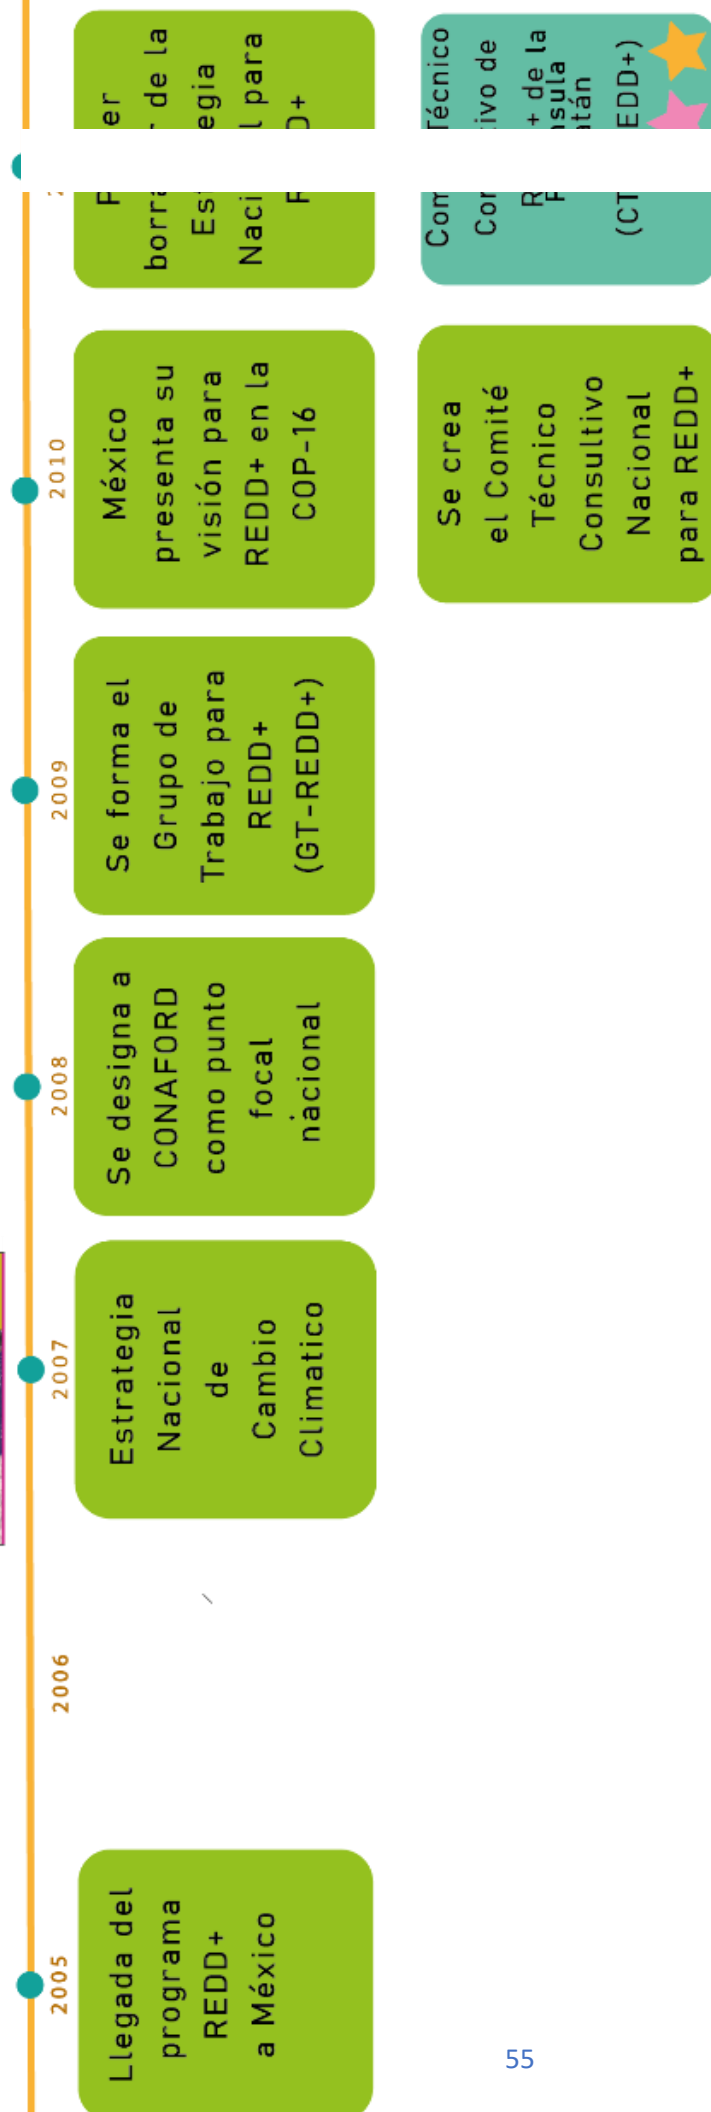 2005
Llegada del
programa
REDD+
a México
2006
2007
Estrategia
Nacional
de
Cambio
Climatico
2008
Se designa a
CONAFORD
como punto
focal
nacional
2009
Se forma el
Grupo de
Trabajo para
REDD+
(GT-REDD+)
2010
México
presenta su
visión para
REDD+ en la
COP-16
Se crea
el Comité
Técnico
Consultivo
Nacional
para REDD+
de la
para
Técnico
de
de la
55